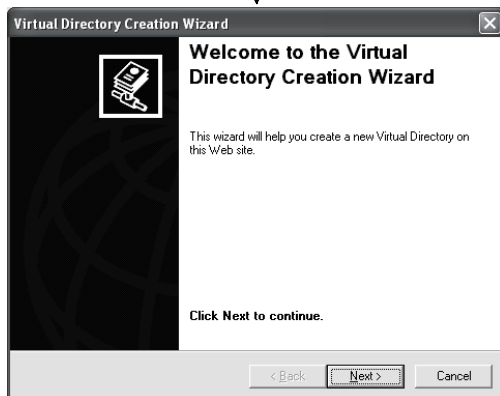 Virtual Directory Creation Wizard
Welcome to the Virtual
Directory Creation Wizard
This wizard will help you create a new Virtual Directory on
this Web site.
Click Next to continue.
< Back
Next >
Cancel